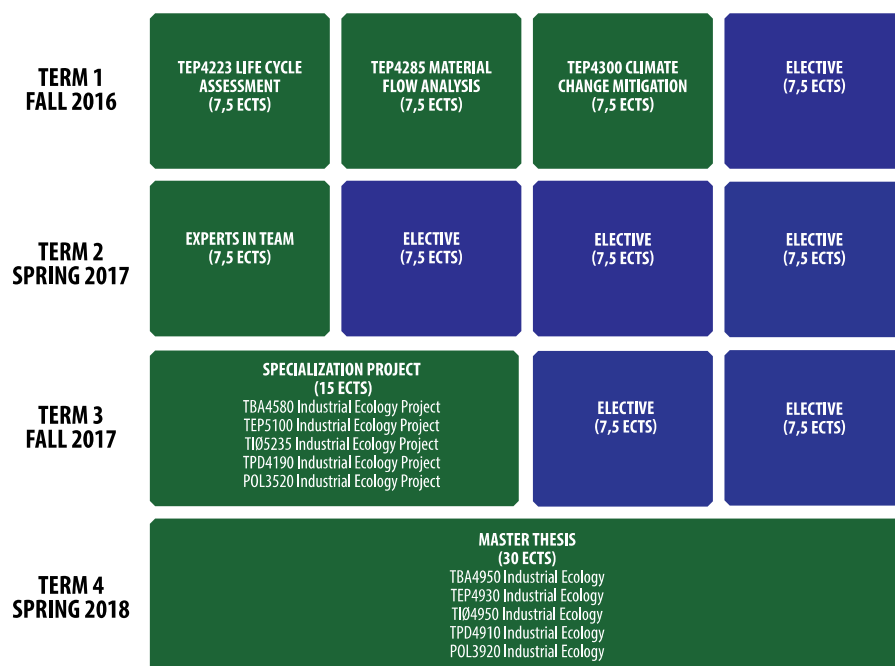 TERM 1
FALL 2016
TEP4223 LIFE CYCLE
ASSESSMENT
(7,5 ECTS)
TEP4285 MATERIAL
FLOW ANALYSIS
(7,5 ECTS)
TEP4300 CLIMATE
CHANGE MITIGATION
(7,5 ECTS)
ELECTIVE
(7,5 ECTS)
TERM 2
SPRING 2017
EXPERTS IN TEAM
(7,5 ECTS)
ELECTIVE
(7,5 ECTS)
ELECTIVE
(7,5 ECTS)
ELECTIVE
(7,5 ECTS)
TERM 3
FALL 2017
SPECIALIZATION PROJECT
(15 ECTS)
TBA4580 Industrial Ecology Project
TEP5100 Industrial Ecology Project
TIØ5235 Industrial Ecology Project
TPD4190 Industrial Ecology Project
POL3520 Industrial Ecology Project
ELECTIVE
(7,5 ECTS)
ELECTIVE
(7,5 ECTS)
TERM 4
SPRING 2018
MASTER THESIS
(30 ECTS)
TBA4950 Industrial Ecology
TEP4930 Industrial Ecology
TIØ4950 Industrial Ecology
TPD4910 Industrial Ecology
POL3920 Industrial Ecology